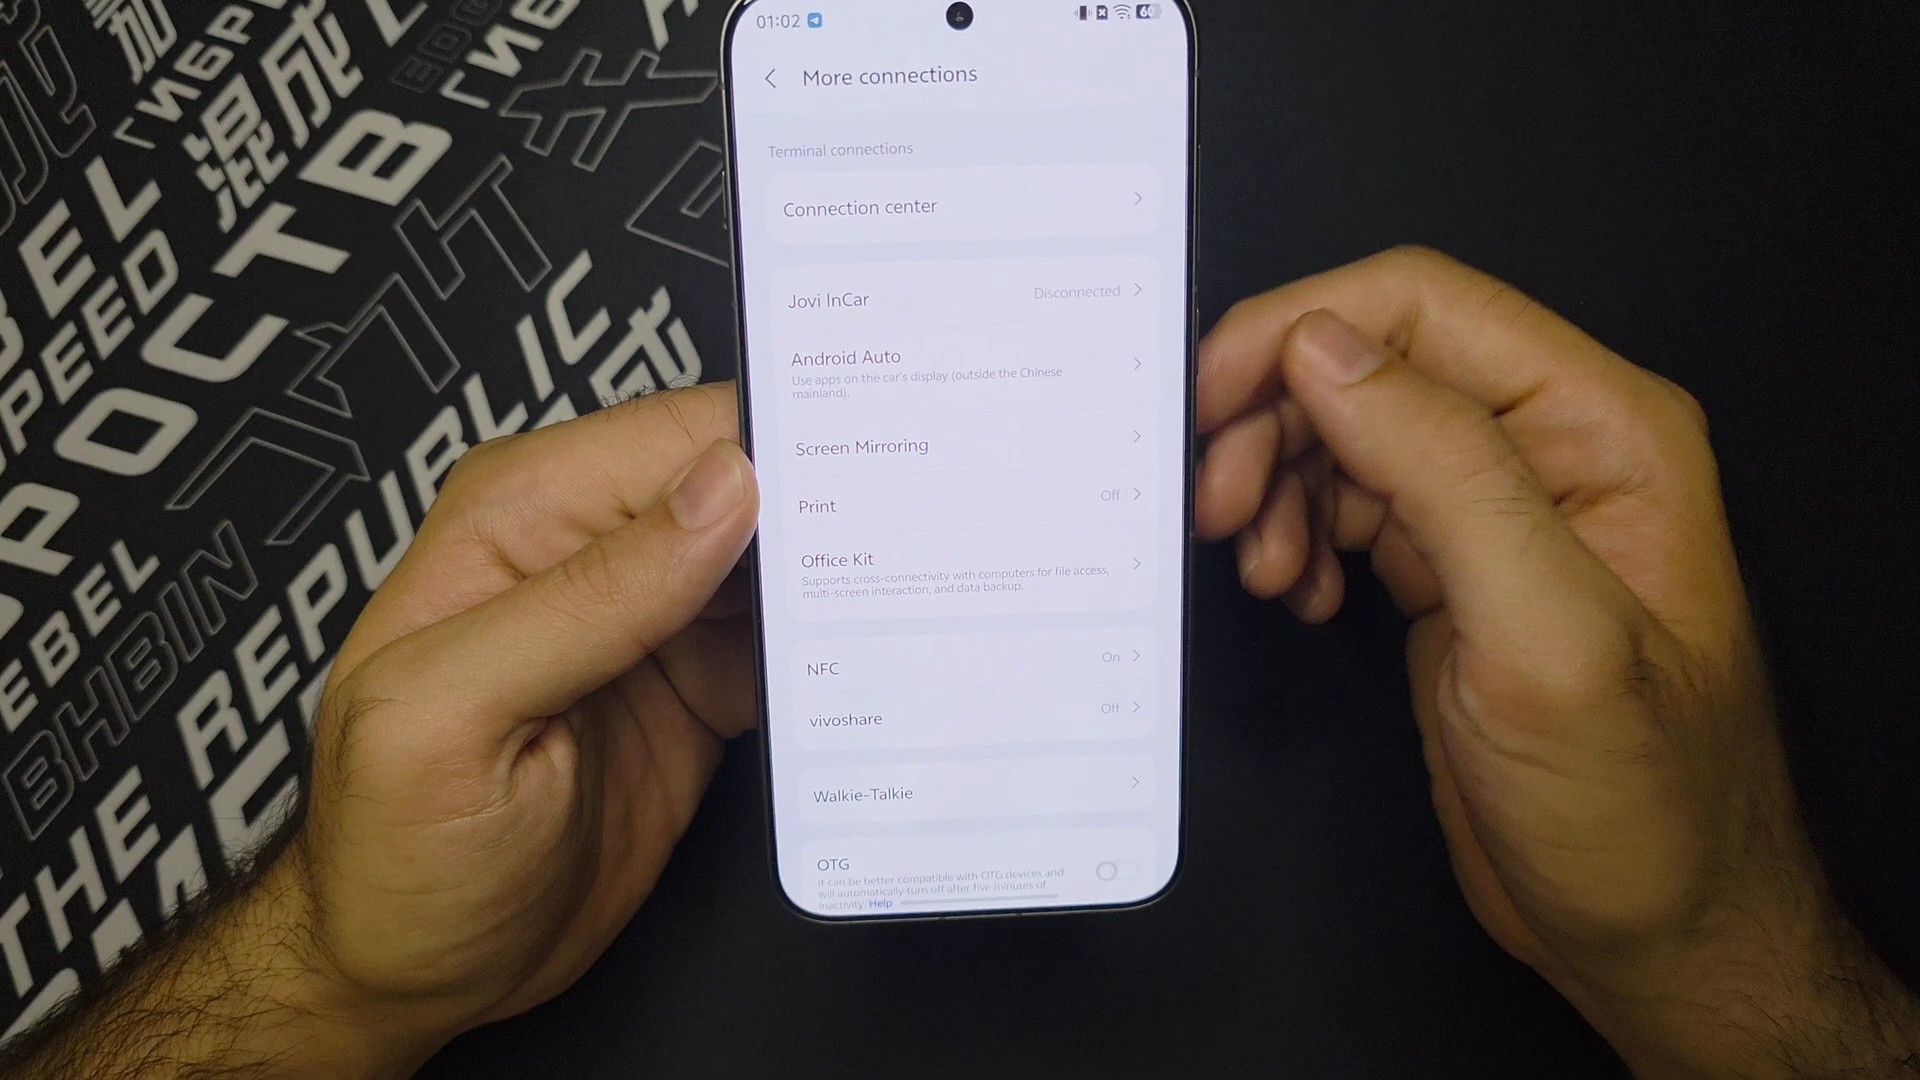 01:02
60
More connections
Terminal connections
Connection center
Jovi InCar
Disconnected
Android Auto
Use apps on the car's display (outside the Chinese
mainland).
Screen Mirroring
Print
Off
Office Kit
Supports cross-connectivity with computers for file access,
multi-screen interaction, and data backup.
NFC
On
vivoshare
Off
Walkie-Talkie
OTG
It can be better compatible with OTG devices and
will automatically turn off after five minutes of
inactivity. Help
SPEED
混成
REBEL
THE REPUBLIC